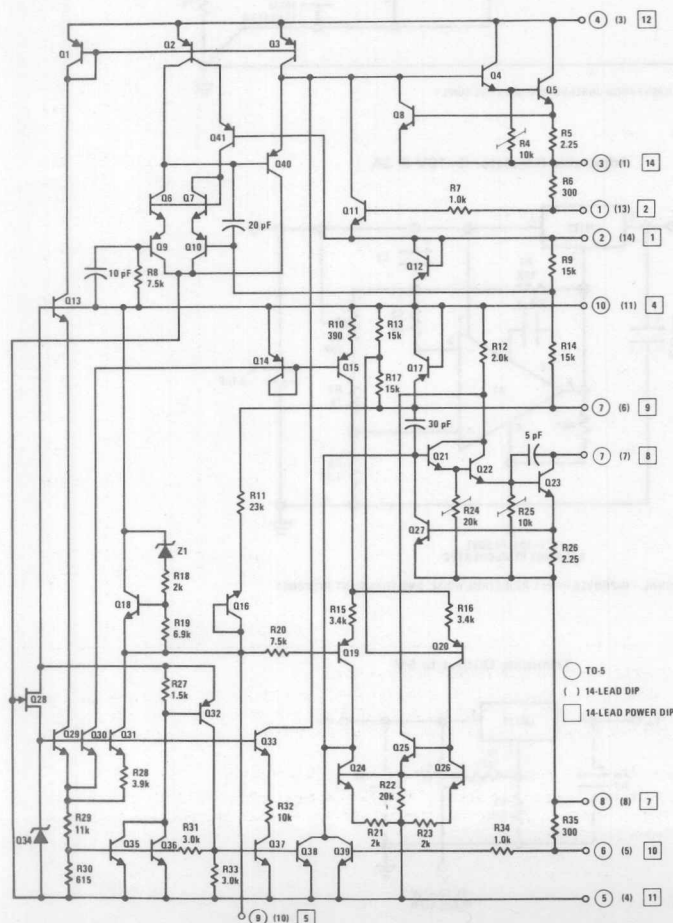 4 (3) 12
Q1 Q2 Q3
Q4
Q5
Q8
R4
10k
R5
2.25
Q41
3 (1) 14
Q40
R7
1.0k
R6
300
Q6 Q7
Q11
1 (13) 2
20 pF
2 (14) 1
Q9 Q10
Q12
R9
15k
10 pF
R8
7.5k
Q13
10 (11) 4
R10
390
R13
15k
R12
2.0k
Q14
Q15
Q17
R14
15k
R17
15k
7 (6) 9
30 pF
5 pF
Q21
Q22
7 (7) 8
Q23
R11
23k
R24
20k
R25
10k
Q27
R26
2.25
Z1
R18
2k
Q18
R19
6.9k
Q16
R15
3.4k
R16
3.4k
R20
7.5k
Q19
Q20
TO-5
( ) 14-LEAD DIP
14-LEAD POWER DIP
R27
1.5k
Q28
Q32
Q29 Q30 Q31
Q33
Q25
Q24
Q26
R28
3.9k
R22
20k
R32
10k
8 (8) 7
R29
11k
R21
2k
R23
2k
R35
300
Q34
R31
3.0k
R34
1.0k
6 (5) 10
Q35 Q36
Q37
Q38 Q39
R30
615
R33
3.0k
5 (4) 11
9 (10) 5